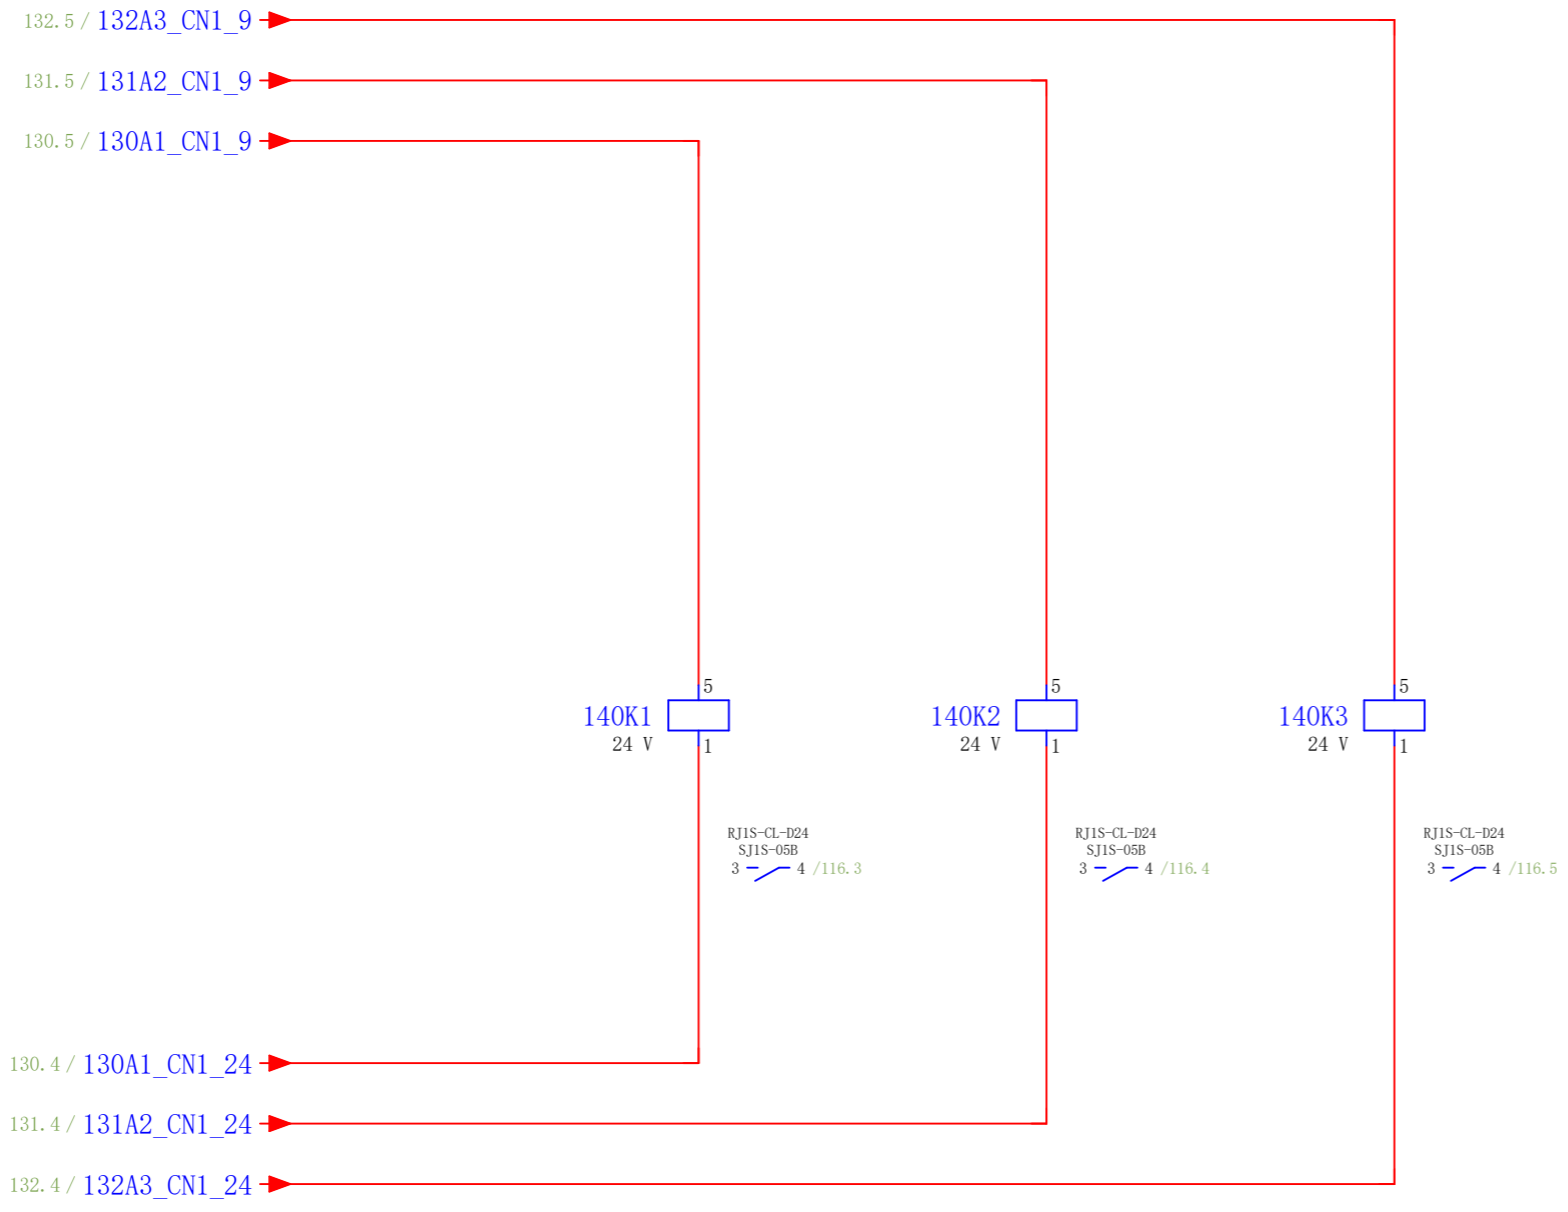 132.5 / 132A3_CN1_9
131.5 / 131A2_CN1_9
130.5 / 130A1_CN1_9
5
5
5
140K1
140K2
140K3
24 V
1
24 V
1
24 V
1
RJ1S-CL-D24
SJ1S-05B
3 4 /116.3
RJ1S-CL-D24
SJ1S-05B
3 4 /116.4
RJ1S-CL-D24
SJ1S-05B
3 4 /116.5
130.4 / 130A1_CN1_24
131.4 / 131A2_CN1_24
132.4 / 132A3_CN1_24